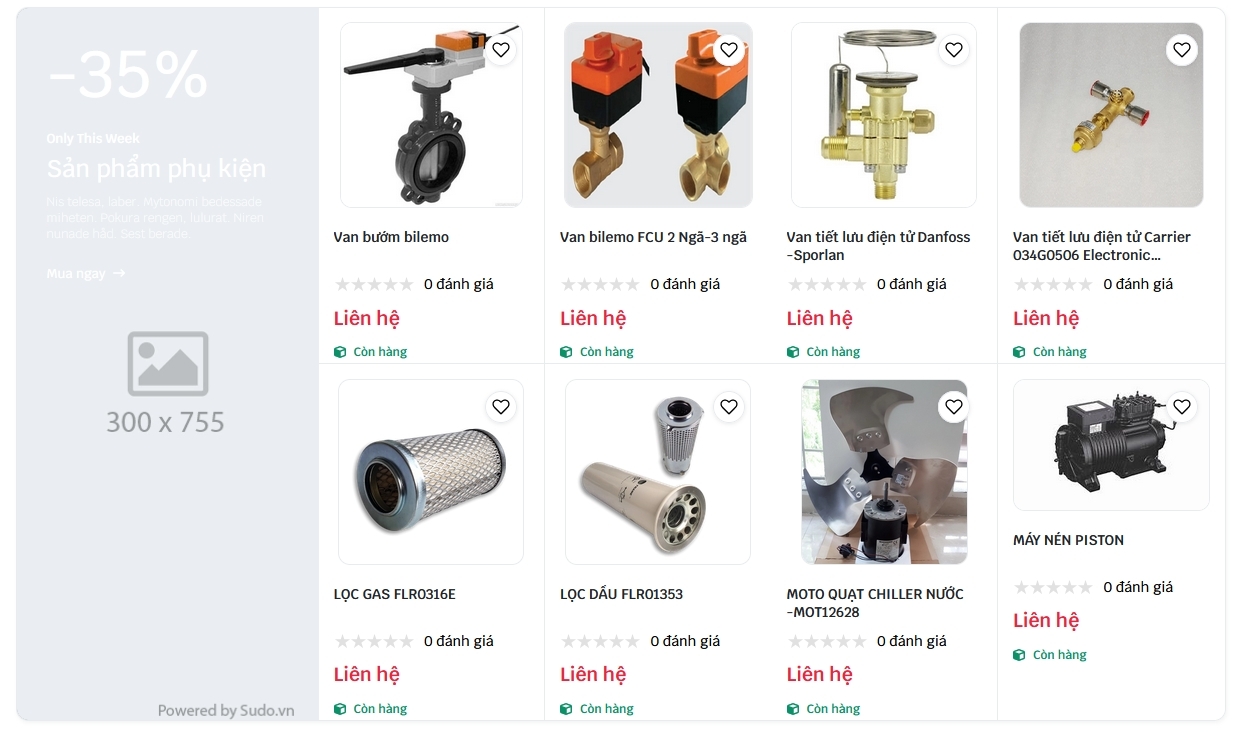 -35%
Only This Week
Sản phẩm phụ kiện
Nis telesa, laber. Mytonomi bedessade
miheten. Pokura rengen, lulurat. Niren
nunade håd. Sest berade.
Mua ngay →
300 x 755
Powered by Sudo.vn
Van bướm bilemo
0 đánh giá
Liên hệ
Còn hàng
Van bilemo FCU 2 Ngã-3 ngã
0 đánh giá
Liên hệ
Còn hàng
Van tiết lưu điện tử Danfoss
-Sporlan
0 đánh giá
Liên hệ
Còn hàng
Van tiết lưu điện tử Carrier
034G0506 Electronic...
0 đánh giá
Liên hệ
Còn hàng
LỌC GAS FLR0316E
0 đánh giá
Liên hệ
Còn hàng
LỌC DẦU FLR01353
0 đánh giá
Liên hệ
Còn hàng
MOTO QUẠT CHILLER NƯỚC
-MOT12628
0 đánh giá
Liên hệ
Còn hàng
MÁY NÉN PISTON
0 đánh giá
Liên hệ
Còn hàng